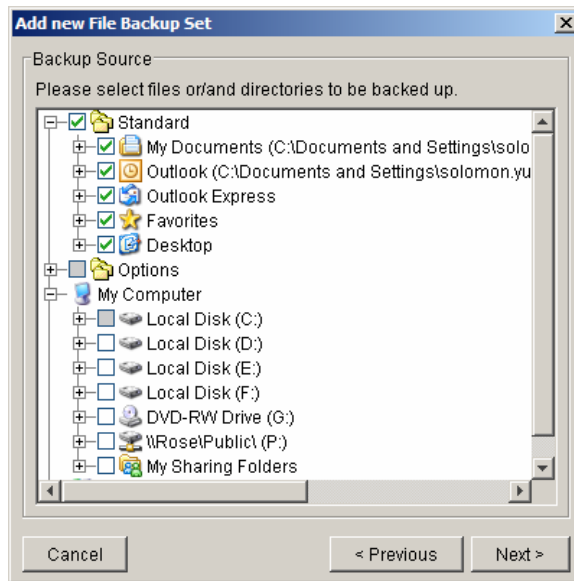 Add new File Backup Set
Backup Source
Please select files or/and directories to be backed up.
Standard
My Documents (C:\Documents and Settings\solo
Outlook (C:\Documents and Settings\solomon.yu
Outlook Express
Favorites
Desktop
Options
My Computer
Local Disk (C:)
Local Disk (D:)
Local Disk (E:)
Local Disk (F:)
DVD-RW Drive (G:)
\\Rose\Public\ (P:)
My Sharing Folders
Cancel
< Previous
Next >